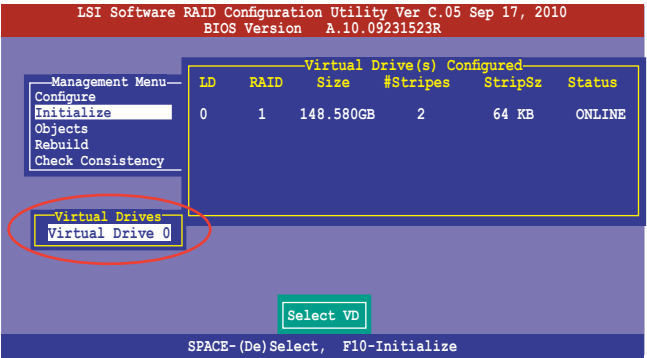 LSI Software RAID Configuration Utility Ver C.05 Sep 17, 2010
BIOS Version A.10.09231523R
Virtual Drive(s) Configured
LD RAID Size #Stripes StripSz Status
0 1 148.580GB 2 64 KB ONLINE
Management Menu
Configure
Initialize
Objects
Rebuild
Check Consistency
Virtual Drives
Virtual Drive 0
Select VD
SPACE-(De)Select, F10-Initialize